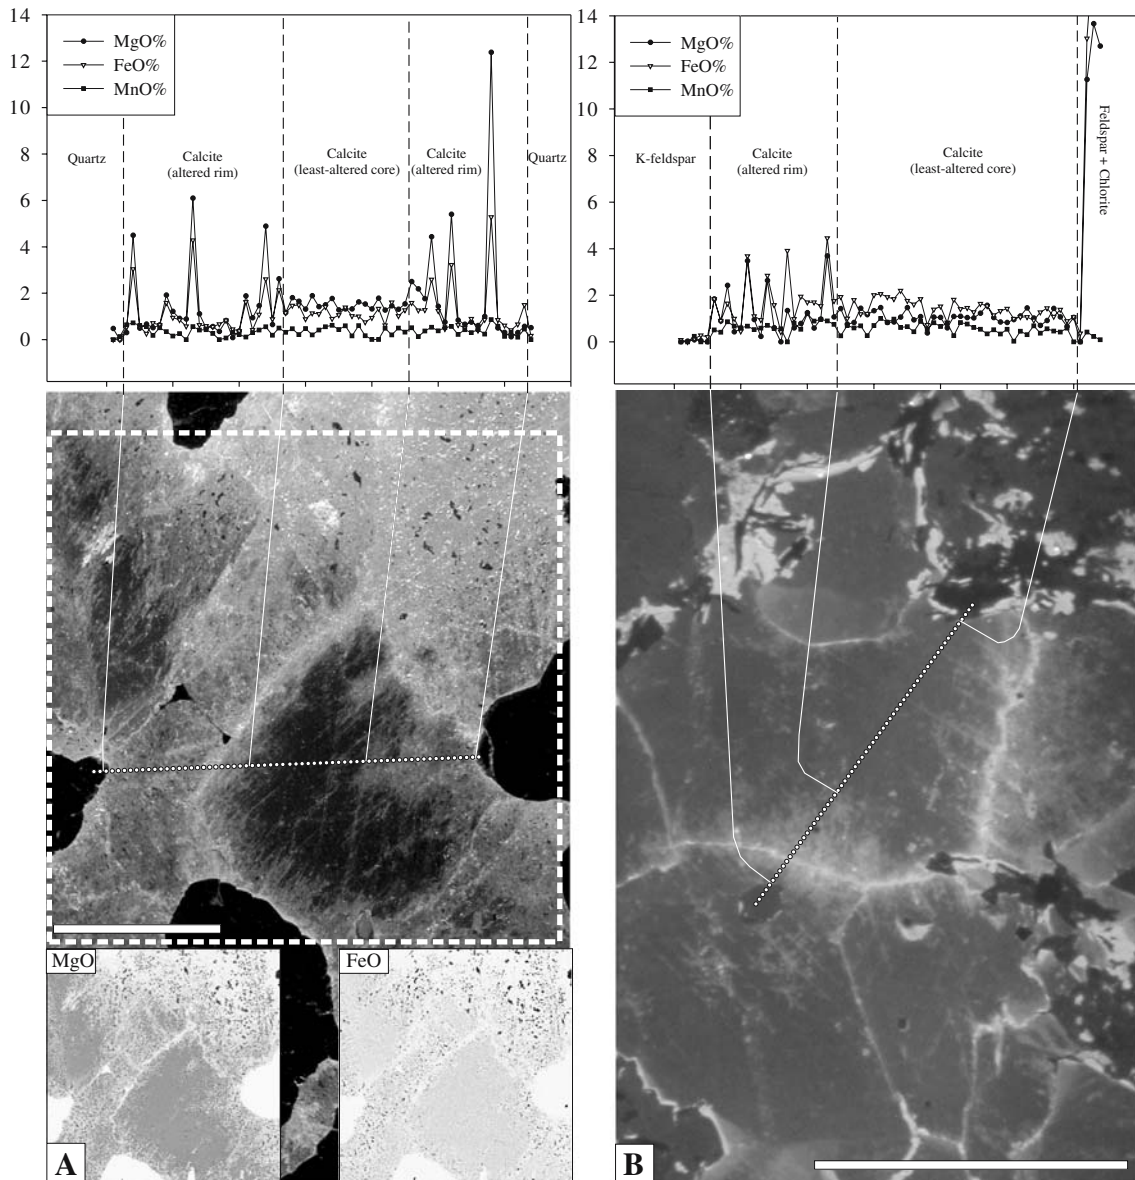 14
12
10
8
6
4
2
0
MgO%
FeO%
MnO%
Quartz
Calcite
(altered rim)
Calcite
(least-altered core)
Calcite
(altered rim)
Quartz
MgO
FeO
A
14
12
10
8
6
4
2
0
MgO%
FeO%
MnO%
K-feldspar
Calcite
(altered rim)
Calcite
(least-altered core)
Feldspar + Chlorite
B